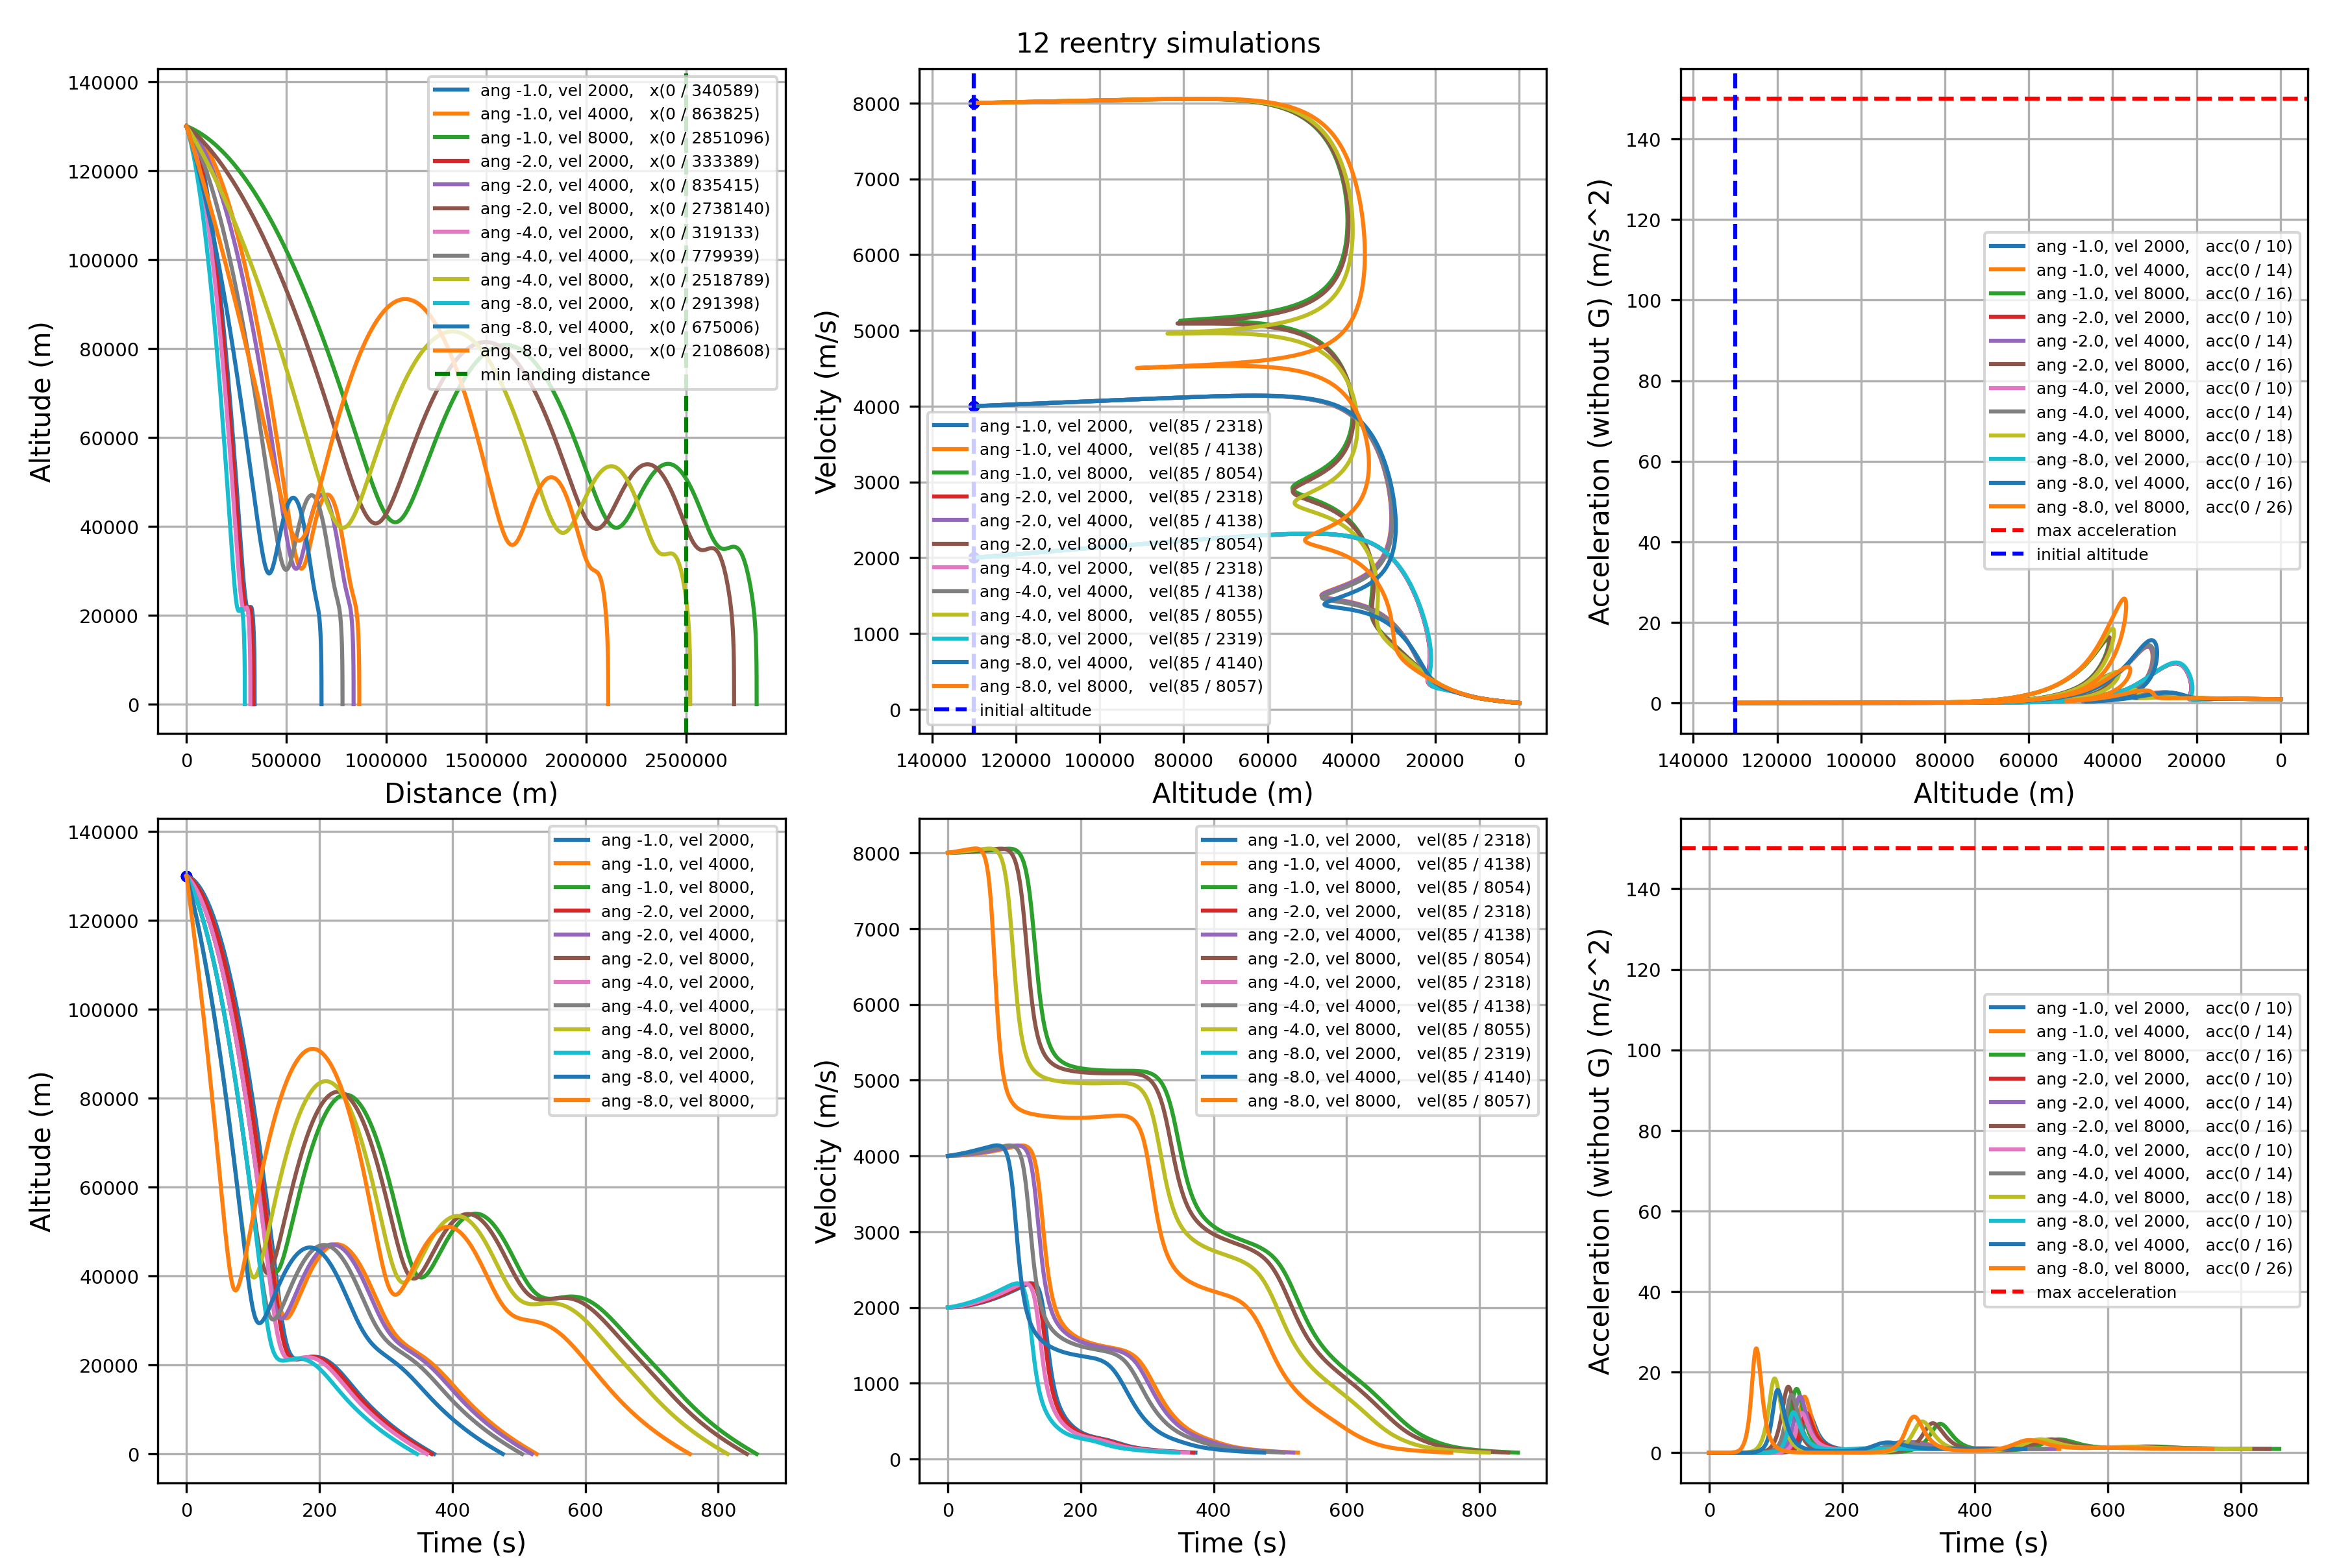 12 reentry simulations
140000
120000
100000
80000
60000
40000
20000
0
Altitude (m)
ang -1.0, vel 2000,   x(0 / 340589)
ang -1.0, vel 4000,   x(0 / 863825)
ang -1.0, vel 8000,   x(0 / 2851096)
ang -2.0, vel 2000,   x(0 / 333389)
ang -2.0, vel 4000,   x(0 / 835415)
ang -2.0, vel 8000,   x(0 / 2738140)
ang -4.0, vel 2000,   x(0 / 319133)
ang -4.0, vel 4000,   x(0 / 779939)
ang -4.0, vel 8000,   x(0 / 2518789)
ang -8.0, vel 2000,   x(0 / 291398)
ang -8.0, vel 4000,   x(0 / 675006)
ang -8.0, vel 8000,   x(0 / 2108608)
min landing distance
0 500000 1000000 1500000 2000000 2500000
Distance (m)
8000
7000
6000
5000
4000
3000
2000
1000
0
Velocity (m/s)
ang -1.0, vel 2000,   vel(85 / 2318)
ang -1.0, vel 4000,   vel(85 / 4138)
ang -1.0, vel 8000,   vel(85 / 8054)
ang -2.0, vel 2000,   vel(85 / 2318)
ang -2.0, vel 4000,   vel(85 / 4138)
ang -2.0, vel 8000,   vel(85 / 8054)
ang -4.0, vel 2000,   vel(85 / 2318)
ang -4.0, vel 4000,   vel(85 / 4138)
ang -4.0, vel 8000,   vel(85 / 8055)
ang -8.0, vel 2000,   vel(85 / 2319)
ang -8.0, vel 4000,   vel(85 / 4140)
ang -8.0, vel 8000,   vel(85 / 8057)
initial altitude
140000 120000 100000 80000 60000 40000 20000 0
Altitude (m)
140
120
100
80
60
40
20
0
Acceleration (without G) (m/s^2)
ang -1.0, vel 2000,   acc(0 / 10)
ang -1.0, vel 4000,   acc(0 / 14)
ang -1.0, vel 8000,   acc(0 / 16)
ang -2.0, vel 2000,   acc(0 / 10)
ang -2.0, vel 4000,   acc(0 / 14)
ang -2.0, vel 8000,   acc(0 / 16)
ang -4.0, vel 2000,   acc(0 / 10)
ang -4.0, vel 4000,   acc(0 / 14)
ang -4.0, vel 8000,   acc(0 / 18)
ang -8.0, vel 2000,   acc(0 / 10)
ang -8.0, vel 4000,   acc(0 / 16)
ang -8.0, vel 8000,   acc(0 / 26)
max acceleration
initial altitude
140000 120000 100000 80000 60000 40000 20000 0
Altitude (m)
140000
120000
100000
80000
60000
40000
20000
0
Altitude (m)
ang -1.0, vel 2000,
ang -1.0, vel 4000,
ang -1.0, vel 8000,
ang -2.0, vel 2000,
ang -2.0, vel 4000,
ang -2.0, vel 8000,
ang -4.0, vel 2000,
ang -4.0, vel 4000,
ang -4.0, vel 8000,
ang -8.0, vel 2000,
ang -8.0, vel 4000,
ang -8.0, vel 8000,
0 200 400 600 800
Time (s)
8000
7000
6000
5000
4000
3000
2000
1000
0
Velocity (m/s)
ang -1.0, vel 2000,   vel(85 / 2318)
ang -1.0, vel 4000,   vel(85 / 4138)
ang -1.0, vel 8000,   vel(85 / 8054)
ang -2.0, vel 2000,   vel(85 / 2318)
ang -2.0, vel 4000,   vel(85 / 4138)
ang -2.0, vel 8000,   vel(85 / 8054)
ang -4.0, vel 2000,   vel(85 / 2318)
ang -4.0, vel 4000,   vel(85 / 4138)
ang -4.0, vel 8000,   vel(85 / 8055)
ang -8.0, vel 2000,   vel(85 / 2319)
ang -8.0, vel 4000,   vel(85 / 4140)
ang -8.0, vel 8000,   vel(85 / 8057)
0 200 400 600 800
Time (s)
140
120
100
80
60
40
20
0
Acceleration (without G) (m/s^2)
ang -1.0, vel 2000,   acc(0 / 10)
ang -1.0, vel 4000,   acc(0 / 14)
ang -1.0, vel 8000,   acc(0 / 16)
ang -2.0, vel 2000,   acc(0 / 10)
ang -2.0, vel 4000,   acc(0 / 14)
ang -2.0, vel 8000,   acc(0 / 16)
ang -4.0, vel 2000,   acc(0 / 10)
ang -4.0, vel 4000,   acc(0 / 14)
ang -4.0, vel 8000,   acc(0 / 18)
ang -8.0, vel 2000,   acc(0 / 10)
ang -8.0, vel 4000,   acc(0 / 16)
ang -8.0, vel 8000,   acc(0 / 26)
max acceleration
0 200 400 600 800
Time (s)